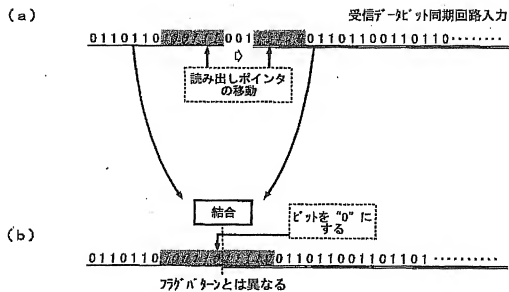 (a)
受信データビット同期回路入力
0110110 001 01101100110110········
読み出しポインタ
の移動
結合
ビットを "0" に
する
(b)
0110110 01101100110110 1·········
フラグパターンとは異なる